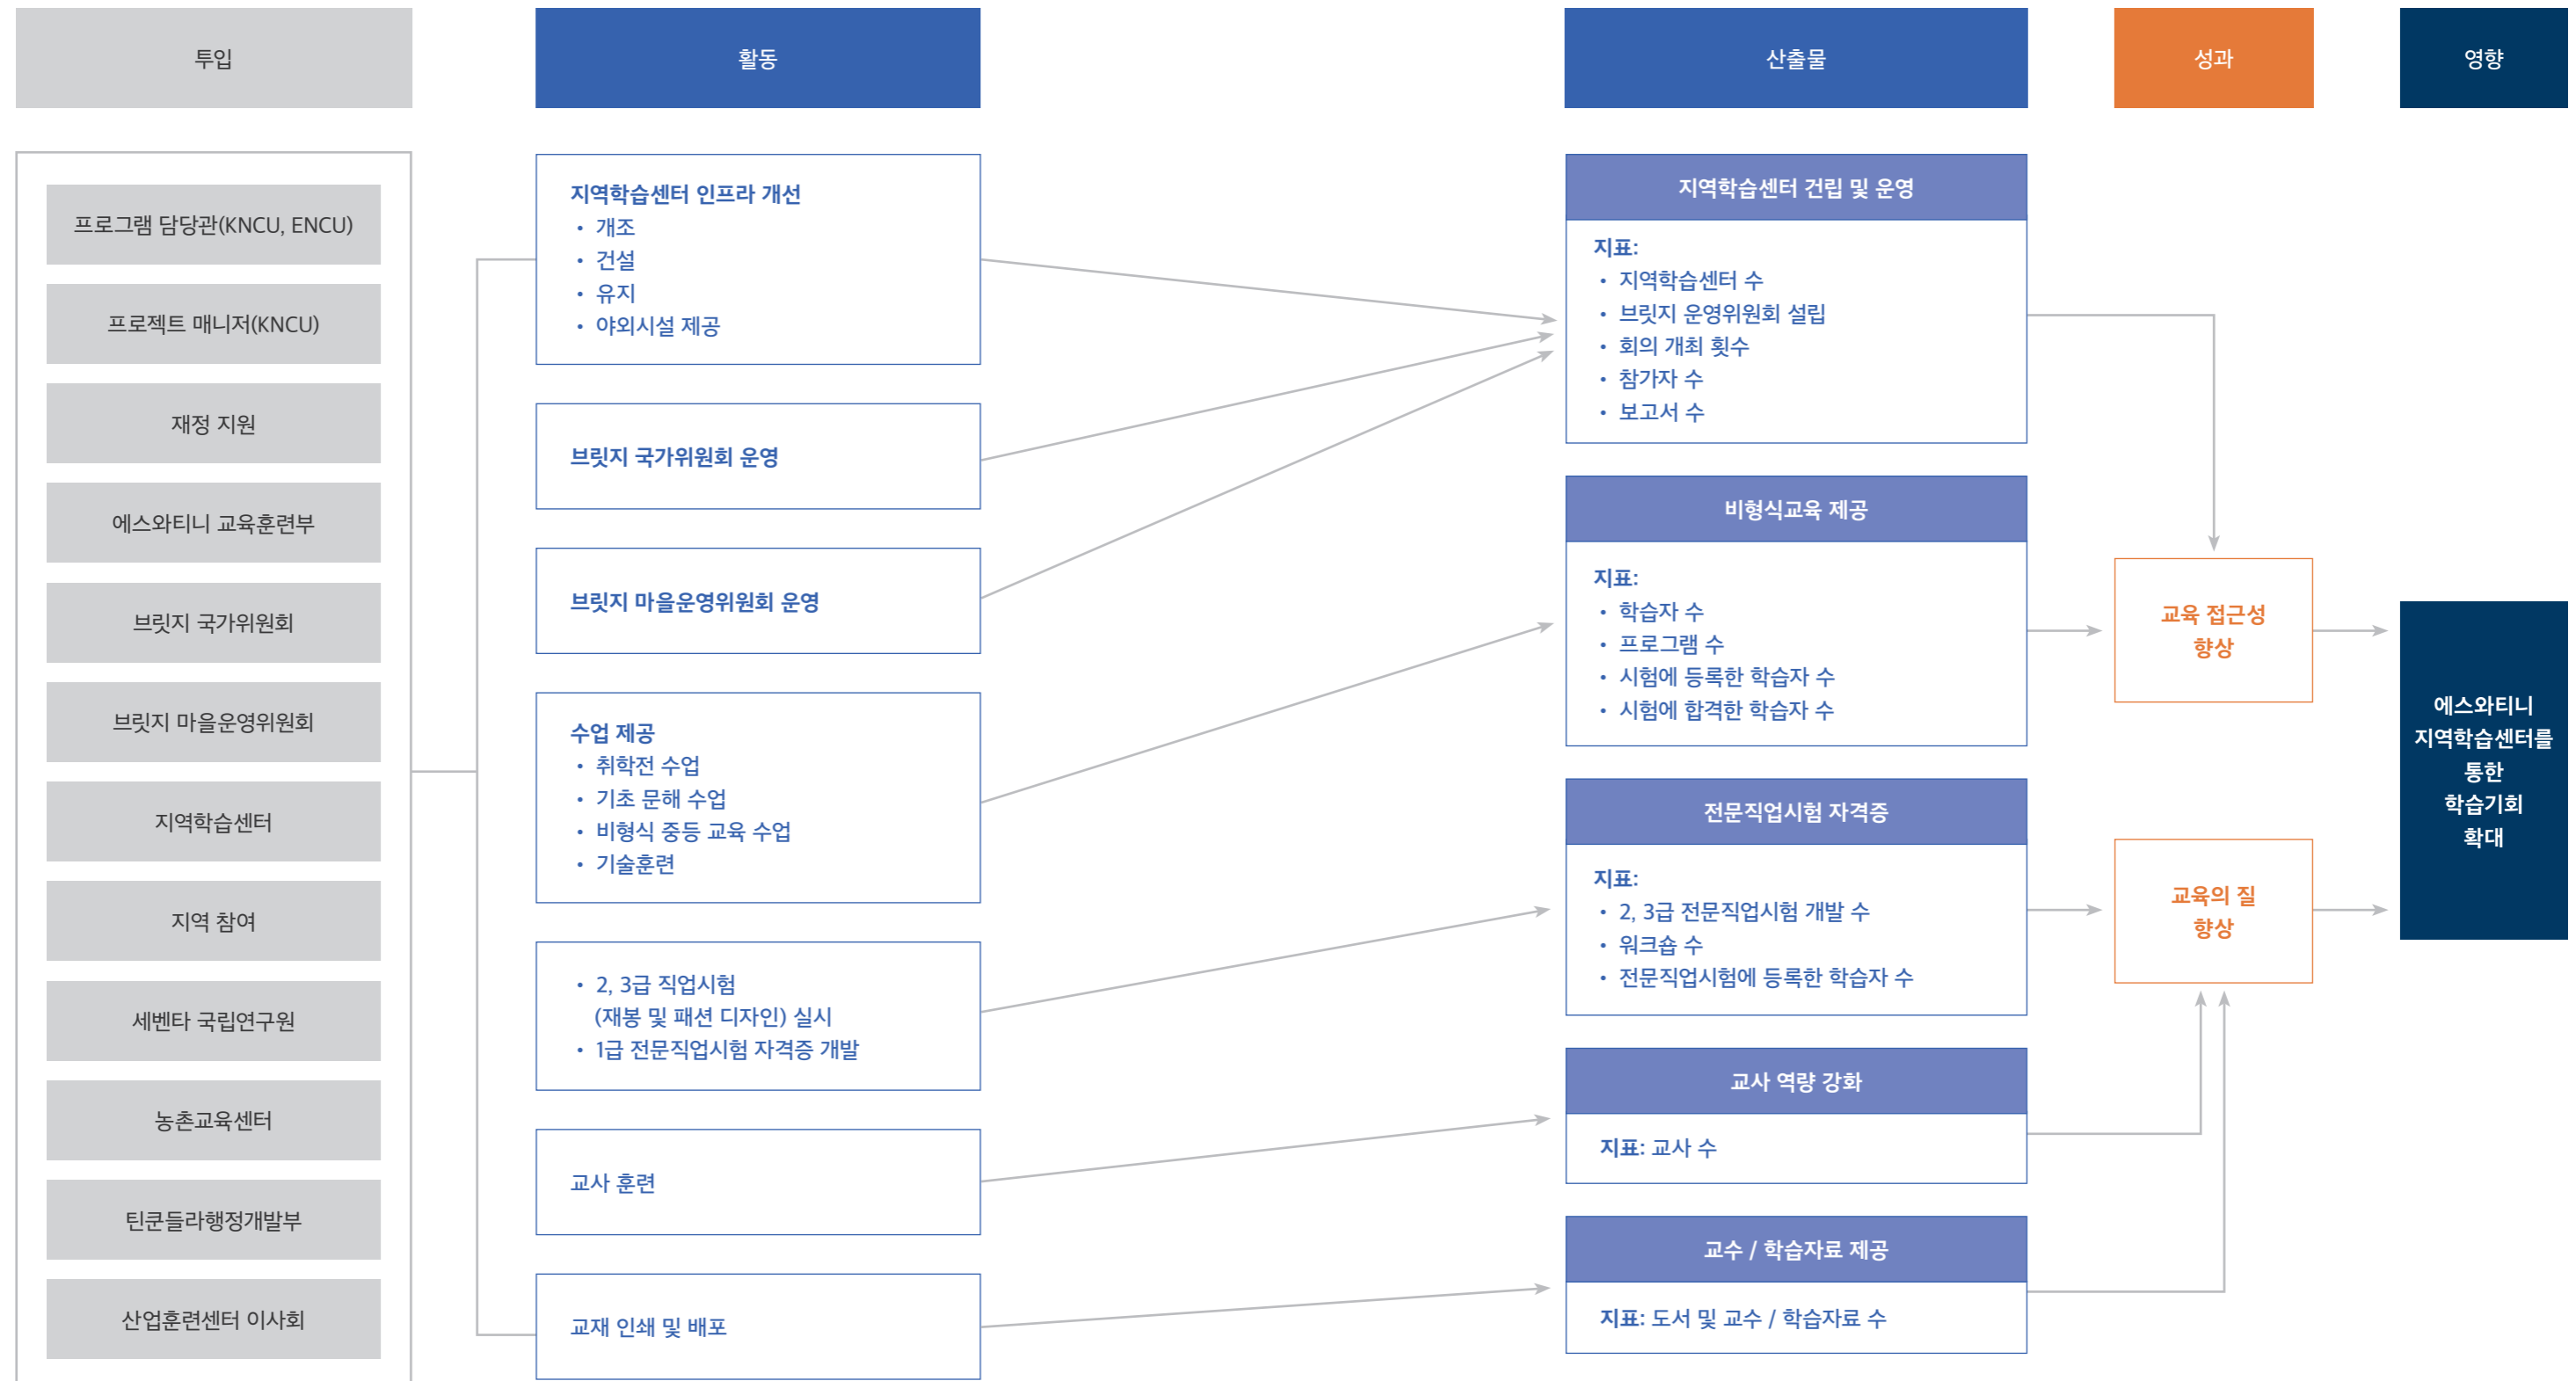 투입
활동
산출물
성과
영향
프로그램 담당관(KNCU, ENCU)
프로젝트 매니저(KNCU)
재정 지원
에스와티니 교육훈련부
브릿지 국가위원회
브릿지 마을운영위원회
지역학습센터
지역 참여
세벤타 국립연구원
농촌교육센터
틴쿤들라행정개발부
산업훈련센터 이사회
지역학습센터 인프라 개선
• 개조
• 건설
• 유지
• 야외시설 제공
브릿지 국가위원회 운영
브릿지 마을운영위원회 운영
수업 제공
• 취학전 수업
• 기초 문해 수업
• 비형식 중등 교육 수업
• 기술훈련
• 2, 3급 직업시험
(재봉 및 패션 디자인) 실시
• 1급 전문직업시험 자격증 개발
교사 훈련
교재 인쇄 및 배포
지역학습센터 건립 및 운영
지표:
• 지역학습센터 수
• 브릿지 운영위원회 설립
• 회의 개최 횟수
• 참가자 수
• 보고서 수
비형식교육 제공
지표:
• 학습자 수
• 프로그램 수
• 시험에 등록한 학습자 수
• 시험에 합격한 학습자 수
전문직업시험 자격증
지표:
• 2, 3급 전문직업시험 개발 수
• 워크숍 수
• 전문직업시험에 등록한 학습자 수
교사 역량 강화
지표: 교사 수
교수 / 학습자료 제공
지표: 도서 및 교수 / 학습자료 수
교육 접근성
향상
교육의 질
향상
에스와티니
지역학습센터를
통한
학습기회
확대